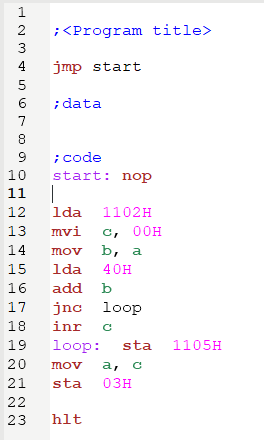 1
2 ;<Program title>
3
4 jmp start
5
6 ;data
7
8
9 ;code
10 start: nop
11
12 lda 1102H
13 mvi c, 00H
14 mov b, a
15 lda 40H
16 add b
17 jnc loop
18 inr c
19 loop: sta 1105H
20 mov a, c
21 sta 03H
22
23 hlt